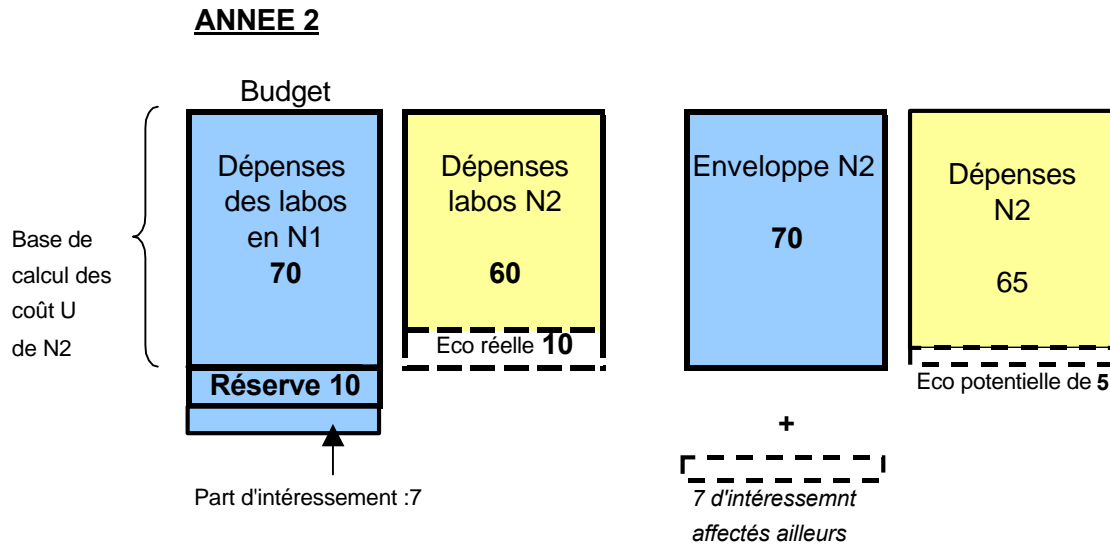 ANNEE 2
Budget
Dépenses
des labos
en N1
70
Base de
calcul des
coût U
de N2
Réserve 10
Part d'intéressement :7
Dépenses
labos N2
60
Eco réelle 10
Enveloppe N2
70
+
7 d'intéressemnt
affectés ailleurs
Dépenses
N2
65
Eco potentielle de 5